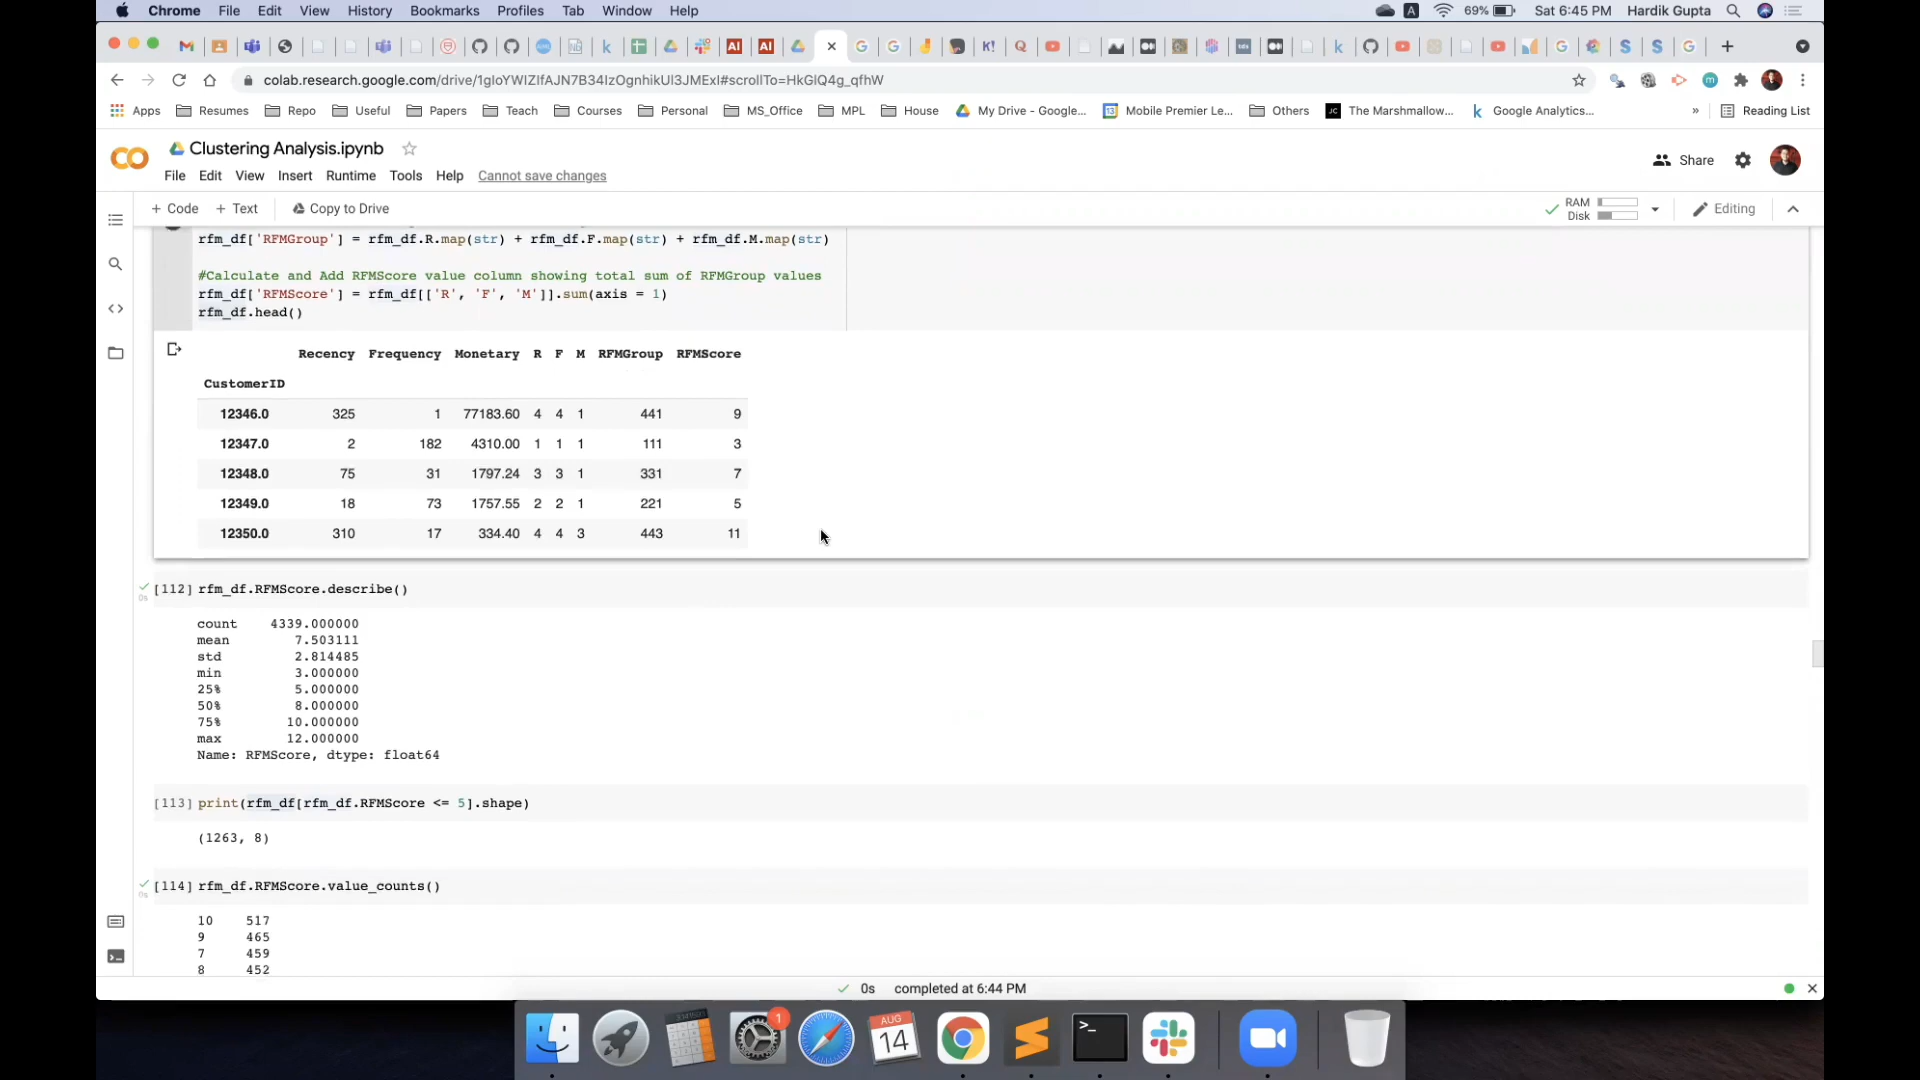 Chrome File Edit View History Bookmarks Profiles Tab Window Help
A 69% Sat 6:45 PM Hardik Gupta
colab.research.google.com/drive/1gIoYWIZIfAJN7B34IzOgnhikUl3JMExI#scrollTo=HkGlQ4g_qfhW
Apps Resumes Repo Useful Papers Teach Courses Personal MS_Office MPL House My Drive - Google... Mobile Premier Le... Others The Marshmallow... Google Analytics... » Reading List
Clustering Analysis.ipynb
Share
File Edit View Insert Runtime Tools Help Cannot save changes
+ Code + Text Copy to Drive
RAM
Disk
Editing
rfm_df['RFMGroup'] = rfm_df.R.map(str) + rfm_df.F.map(str) + rfm_df.M.map(str)
#Calculate and Add RFMScore value column showing total sum of RFMGroup values
rfm_df['RFMScore'] = rfm_df[['R', 'F', 'M']].sum(axis = 1)
rfm_df.head()
Recency Frequency Monetary R F M RFMGroup RFMScore
CustomerID
12346.0 325 1 77183.60 4 4 1 441 9
12347.0 2 182 4310.00 1 1 1 111 3
12348.0 75 31 1797.24 3 3 1 331 7
12349.0 18 73 1757.55 2 2 1 221 5
12350.0 310 17 334.40 4 4 3 443 11
[112] rfm_df.RFMScore.describe()
0s
count 4339.000000
mean 7.503111
std 2.814485
min 3.000000
25% 5.000000
50% 8.000000
75% 10.000000
max 12.000000
Name: RFMScore, dtype: float64
[113] print(rfm_df[rfm_df.RFMScore <= 5].shape)
(1263, 8)
[114] rfm_df.RFMScore.value_counts()
0s
10 517
9 465
7 459
8 452
0s completed at 6:44 PM
1
AUG
14